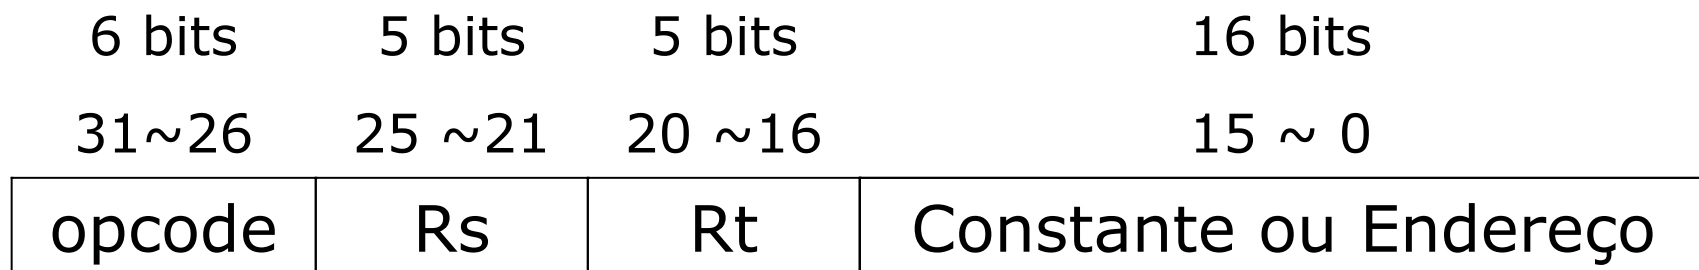 6 bits 5 bits 5 bits 16 bits
31~26 25 ~21 20 ~16 15 ~ 0
opcode Rs Rt Constante ou Endereço